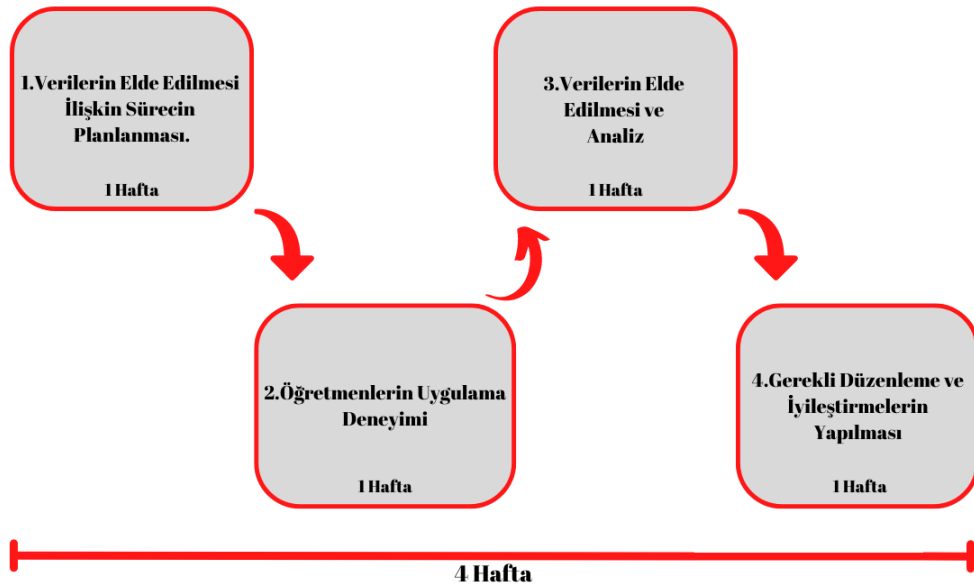 1.Verilerin Elde Edilmesi
İlişkin Sürecin
Planlanması.
1 Hafta
2.Öğretmenlerin Uygulama
Deneyimi
1 Hafta
3.Verilerin Elde
Edilmesi ve
Analiz
1 Hafta
4.Gerekli Düzenleme ve
İyileştirmelerin
Yapılması
1 Hafta
4 Hafta